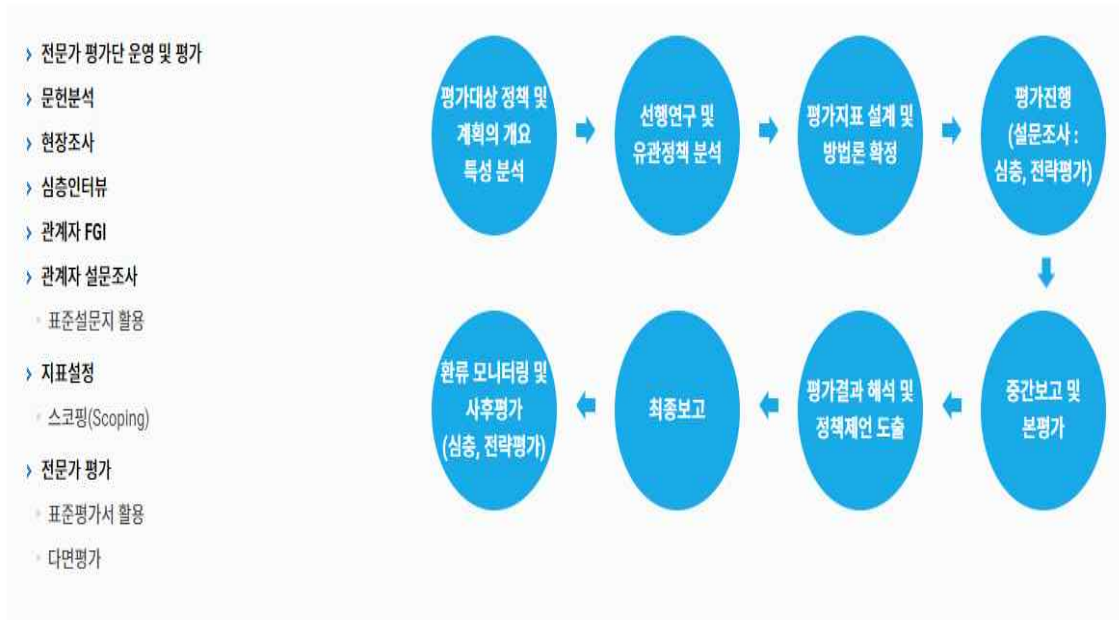 전문가 평가단 운영 및 평가
문헌분석
현장조사
심층인터뷰
관계자 FGI
관계자 설문조사
표준설문지 활용
지표설정
스코핑(Scoping)
전문가 평가
표준평가서 활용
다면평가
평가대상 정책 및
계획의 개요
특성 분석
선행연구 및
유관정책 분석
평가지표 설계 및
방법론 확정
평가진행
(설문조사 :
심층, 전략평가)
중간보고 및
본평가
평가결과 해석 및
정책제언 도출
최종보고
환류 모니터링 및
사후평가
(심층, 전략평가)